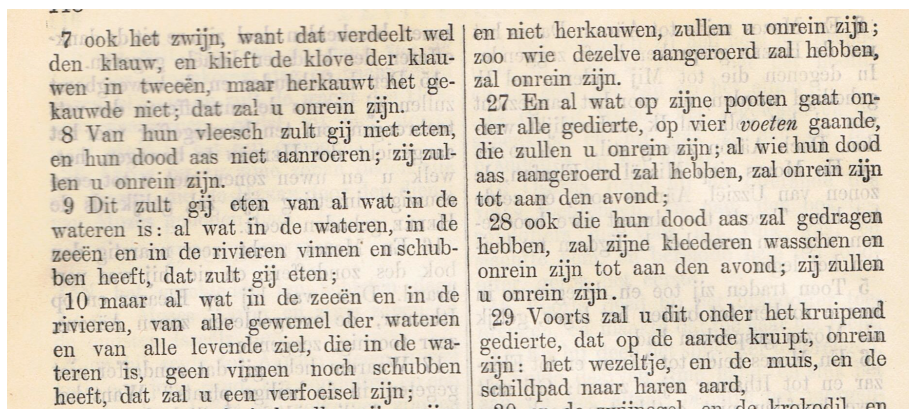 7 ook het zwijn, want dat verdeelt wel
den klauw, en klieft de klove der klau-
wen in tweeën, maar herkauwt het ge-
kauwde niet; dat zal u onrein zijn.
8 Van hun vleesch zult gij niet eten,
en hun dood aas niet aanroeren; zij zul-
len u onrein zijn.
9 Dit zult gij eten van al wat in de
wateren is: al wat in de wateren, in de
zeeën en in de rivieren vinnen en schub-
ben heeft, dat zult gij eten;
10 maar al wat in de zeeën en in de
rivieren, van alle gewemel der wateren
en van alle levende ziel, die in de wa-
teren is, geen vinnen noch schubben
heeft, dat zal u een verfoeisel zijn;
en niet herkauwen, zullen u onrein zijn;
zoo wie dezelve aangeroerd zal hebben,
zal onrein zijn.
27 En al wat op zijne pooten gaat on-
der alle gedierte, op vier voeten gaande,
die zullen u onrein zijn; al wie hun dood
aas aangeroerd zal hebben, zal onrein zijn
tot aan den avond;
28 ook die hun dood aas zal gedragen
hebben, zal zijne kleederen wasschen en
onrein zijn tot aan den avond; zij zullen
u onrein zijn.
29 Voorts zal u dit onder het kruipend
gedierte, dat op de aarde kruipt, onrein
zijn: het wezeltje, en de muis, en de
schildpad naar haren aard,
en de krokodil en